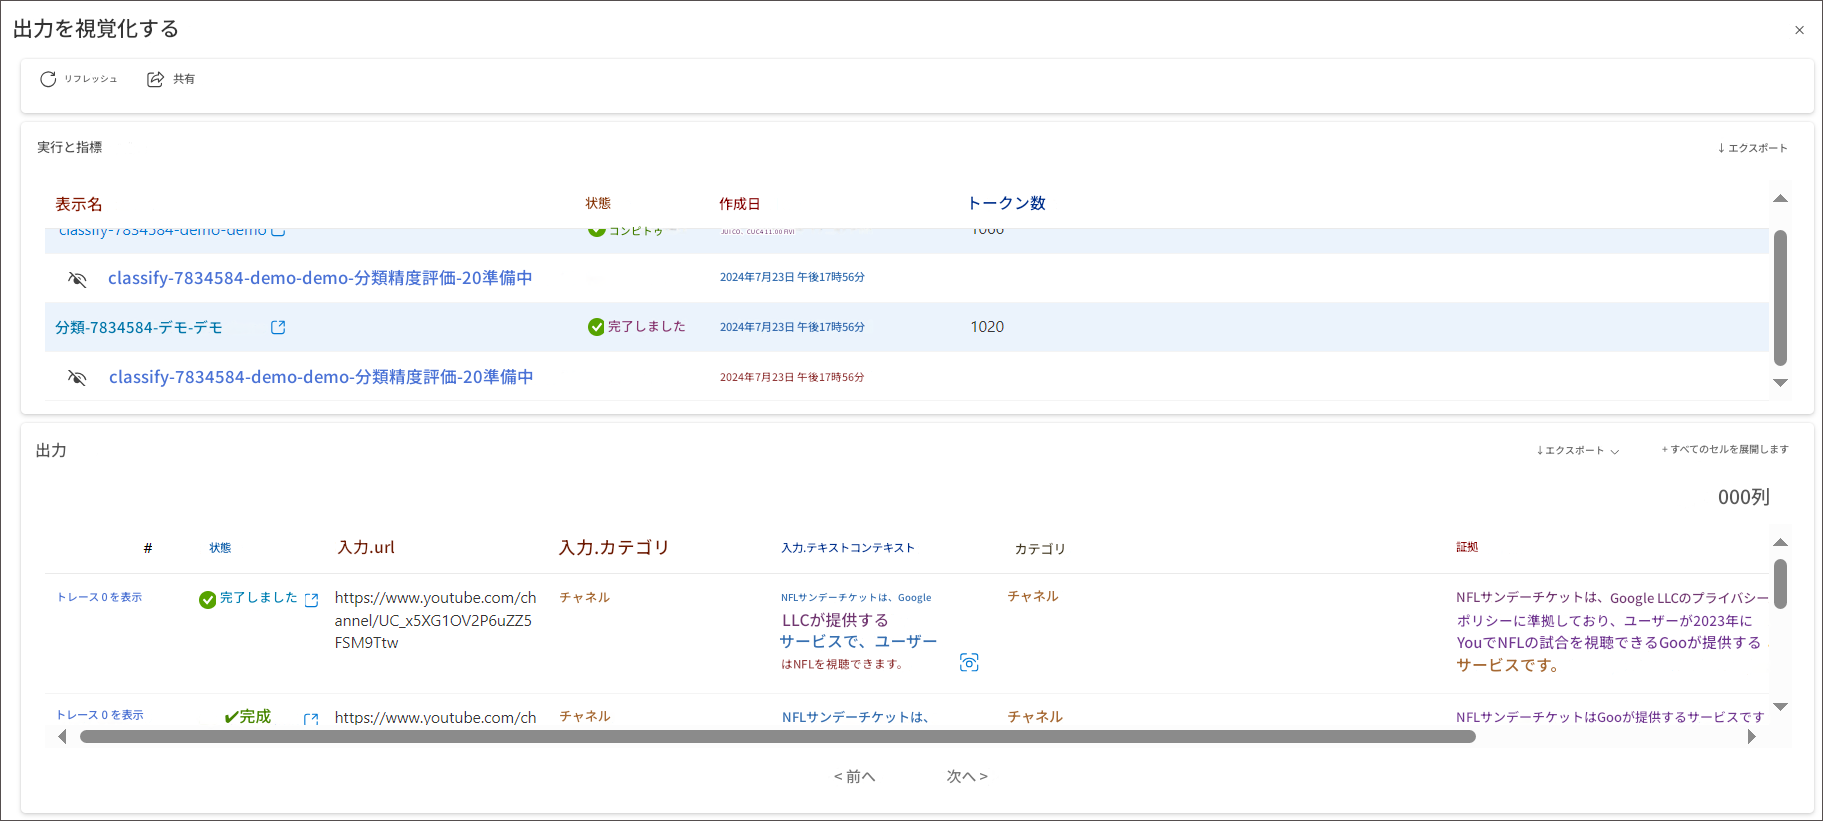 出力を視覚化する
×
リフレッシュ 共有
実行と指標
↓エクスポート
表示名 状態 作成日 トークン数
classify-7834584-demo-demo コンピトゥ 1000
classify-7834584-demo-demo-分類精度評価-20準備中 2024年7月23日 午後17時56分
分類-7834584-デモ-デモ 完了しました 2024年7月23日 午後17時56分 1020
classify-7834584-demo-demo-分類精度評価-20準備中 2024年7月23日 午後17時56分
出力
↓エクスポート + すべてのセルを展開します
000列
# 状態 入力.url 入力.カテゴリ 入力.テキストコンテキスト カテゴリ 証拠
トレース 0 を表示 完了しました https://www.youtube.com/ch チャネル NFLサンデーチケットは、Google チャネル NFLサンデーチケットは、Google LLCのプライバシー
annel/UC_x5XG1OV2P6uZZ5 LLCが提供する ポリシーに準拠しており、ユーザーが2023年に
FSM9Ttw サービスで、ユーザー YouでNFLの試合を視聴できるGooが提供する
はNFLを視聴できます。 サービスです。
トレース 0 を表示 ✔完成 https://www.youtube.com/ch チャネル NFLサンデーチケットは、 チャネル NFLサンデーチケットはGooが提供するサービスです
< 前へ 次へ >